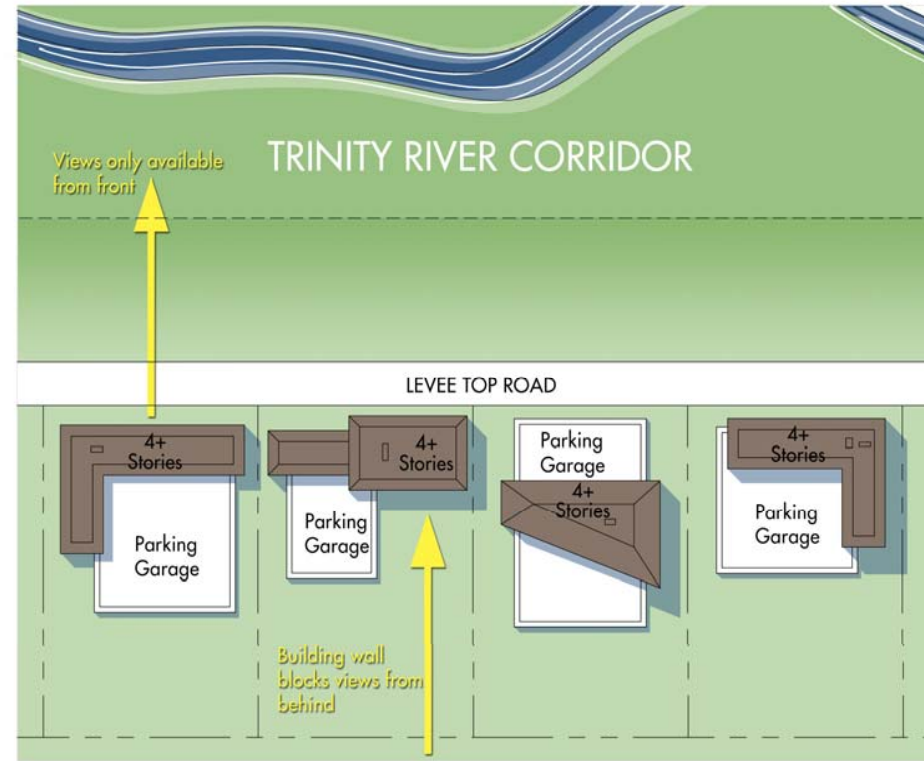 Views only available
from front
TRINITY RIVER CORRIDOR
LEVEE TOP ROAD
4+
Stories
Parking
Garage
4+
Stories
Parking
Garage
Parking
Garage
4+
Stories
4+
Stories
Parking
Garage
Building wall
blocks views from
behind